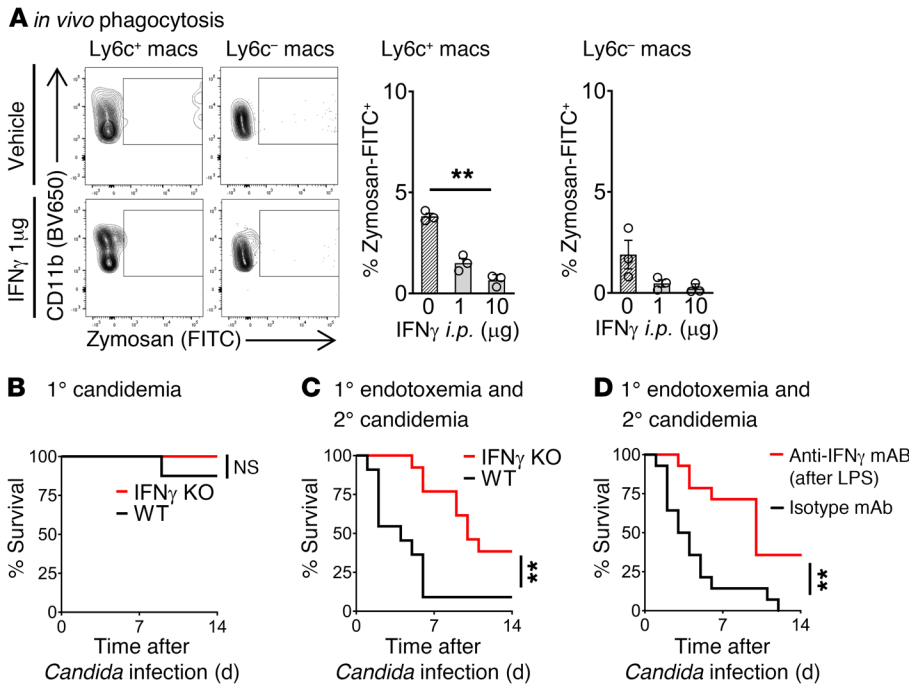 A in vivo phagocytosis
Ly6c⁺ macs
Ly6c⁻ macs
Ly6c⁺ macs
Ly6c⁻ macs
Vehicle
IFNγ 1μg
CD11b (BV650)
Zymosan (FITC)
% Zymosan-FITC⁺
10
5
0
**
0 1 10
IFNγ i.p. (μg)
% Zymosan-FITC⁺
10
5
0
0 1 10
IFNγ i.p. (μg)
B 1° candidemia
% Survival
100
75
50
25
0
IFNγ KO
WT
NS
0 7 14
Time after
Candida infection (d)
C 1° endotoxemia and
2° candidemia
% Survival
100
75
50
25
0
IFNγ KO
WT
**
0 7 14
Time after
Candida infection (d)
D 1° endotoxemia and
2° candidemia
% Survival
100
75
50
25
0
Anti-IFNγ mAB
(after LPS)
Isotype mAb
**
0 7 14
Time after
Candida infection (d)